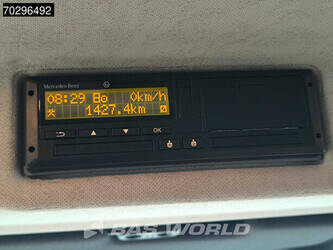 70296492
Mercedes-Benz
08:29 0km/h
1427.4km
OK
BAS WORLD